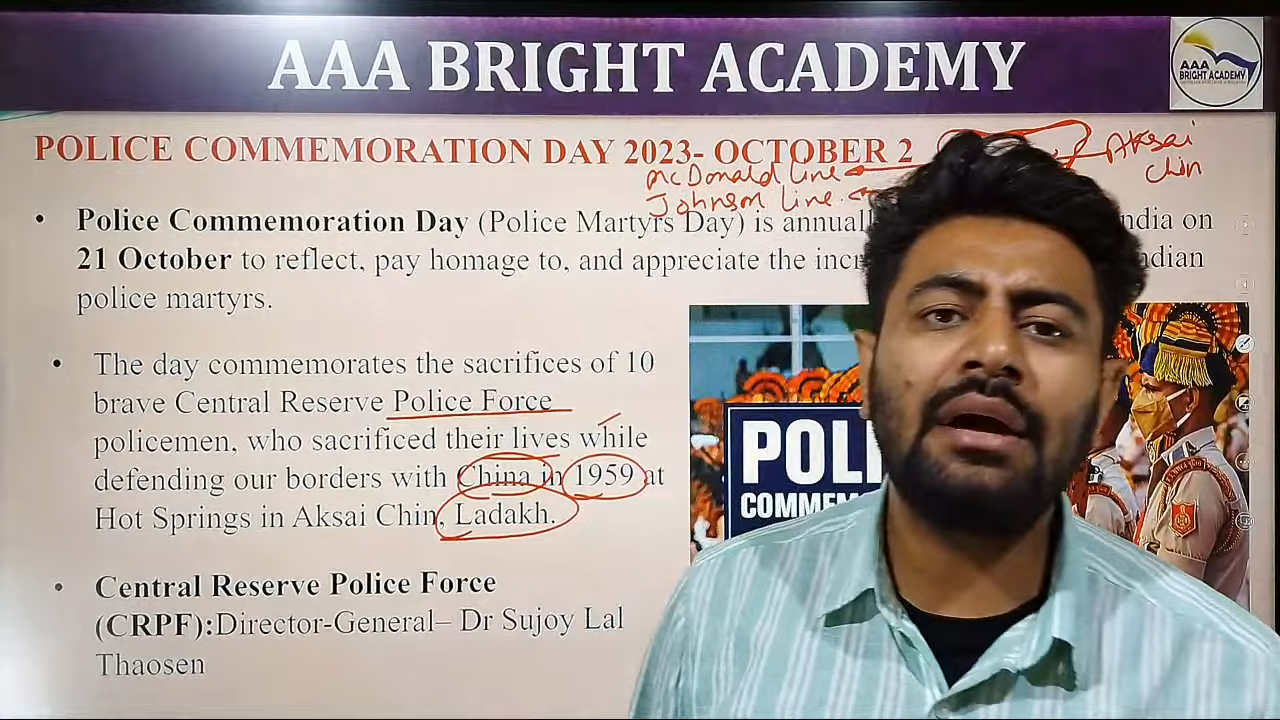 AAA BRIGHT ACADEMY
AAA
BRIGHT ACADEMY
POLICE COMMEMORATION DAY 2023- OCTOBER 2
Aksai
Chin
McDonald line
Johnson line.
Police Commemoration Day (Police Martyrs Day) is annual ndia on
21 October to reflect, pay homage to, and appreciate the incr ndian
police martyrs.
The day commemorates the sacrifices of 10
brave Central Reserve Police Force
policemen, who sacrificed their lives while
defending our borders with China in 1959 at
Hot Springs in Aksai Chin, Ladakh.
POLI
COMMEM
Central Reserve Police Force
(CRPF):Director-General– Dr Sujoy Lal
Thaosen